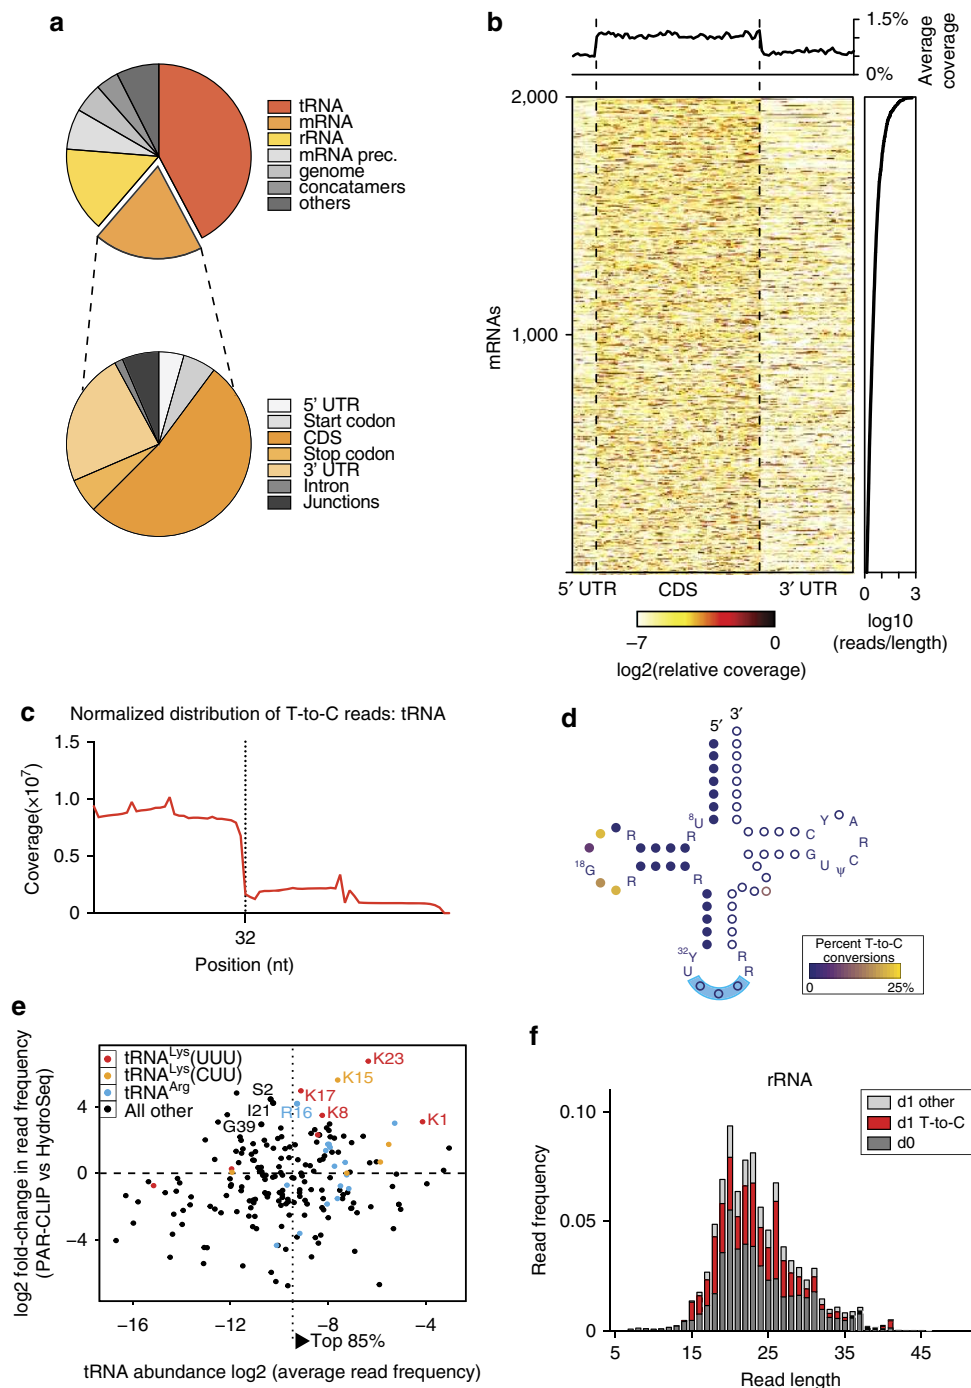 a
tRNA
mRNA
rRNA
mRNA prec.
genome
concatamers
others
5′ UTR
Start codon
CDS
Stop codon
3′ UTR
Intron
Junctions
b
1.5%
0%
Average coverage
2,000
1,000
mRNAs
5′ UTR CDS 3′ UTR
0 3
log10
(reads/length)
−7 0
log2(relative coverage)
c
Normalized distribution of T-to-C reads: tRNA
1.5
1.0
0.5
0
Coverage(×10⁷)
32
Position (nt)
d
5′ 3′
⁸U
R
R
¹⁸G
R
R
C Y A
R
C
ψ
U
G
³²Y
U
R
R
Percent T-to-C
conversions
0 25%
e
tRNA^Lys(UUU)
tRNA^Lys(CUU)
tRNA^Arg
All other
K23
K15
K17
K8
K1
R16
S2
I21
G39
4
0
−4
log2 fold-change in read frequency
(PAR-CLIP vs HydroSeq)
−16 −12 −8 −4
Top 85%
tRNA abundance log2 (average read frequency)
f
rRNA
d1 other
d1 T-to-C
d0
0.10
0.05
0
Read frequency
5 15 25 35 45
Read length